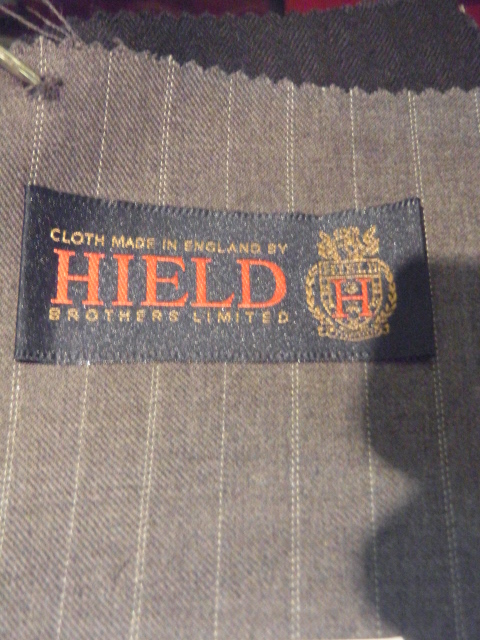 CLOTH MADE IN ENGLAND BY
HIELD
BROTHERS LIMITED
H